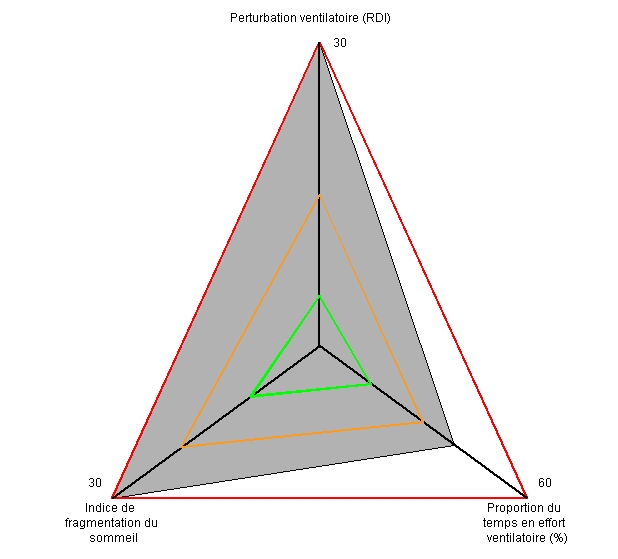 Perturbation ventilatoire (RDI)
30
30
60
Indice de
fragmentation du
sommeil
Proportion du
temps en effort
ventilatoire (%)